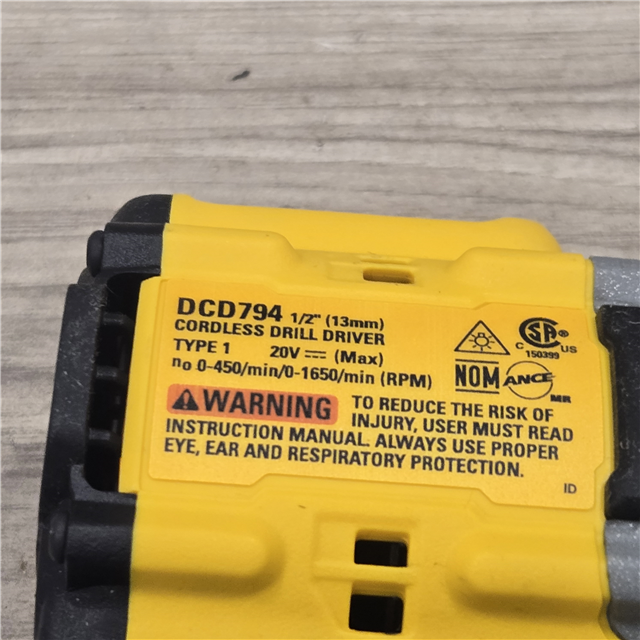 DCD794 1/2" (13mm)
CORDLESS DRILL DRIVER
TYPE 1 20V ⎓ (Max)
no 0-450/min/0-1650/min (RPM)
C SA® US
150399
NOM ANCE MR
WARNING TO REDUCE THE RISK OF
INJURY, USER MUST READ
INSTRUCTION MANUAL. ALWAYS USE PROPER
EYE, EAR AND RESPIRATORY PROTECTION.
ID